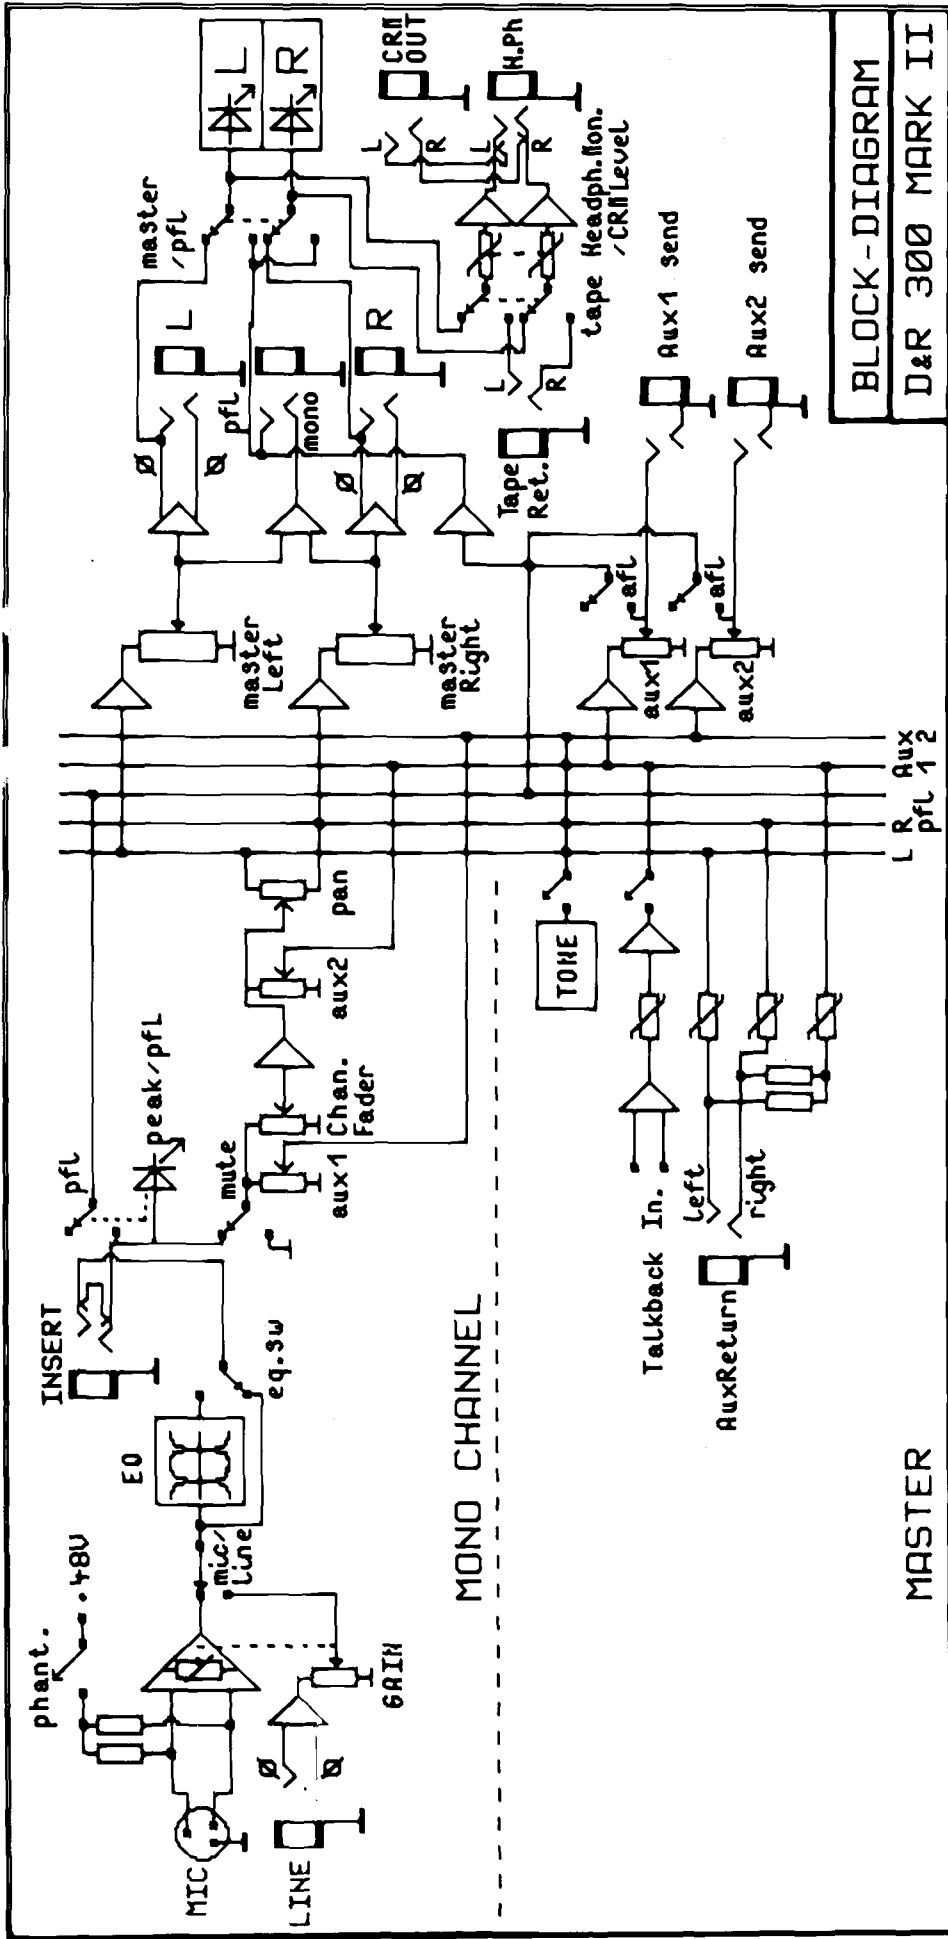 phant.
+48V
MIC
LINE
Ø
Ø
GAIN
mic/
line
EQ
eq.sw
INSERT
pfl
peak/pfl
mute
aux1
Chan.
Fader
aux2
pan
MONO CHANNEL
master
Left
master
Right
Ø
Ø
pfl
mono
Ø
Ø
L
R
master
/pfl
L
R
CRM
OUT
H.Ph
L
R
L
R
tape Headph.Mon.
/CRM Level
L
R
Tape
Ret.
afl
aux1
Aux1 send
afl
aux2
Aux2 send
TONE
Talkback In.
left
right
AuxReturn
L R pfl Aux 1 2
MASTER
BLOCK-DIAGRAM
D&R 300 MARK II